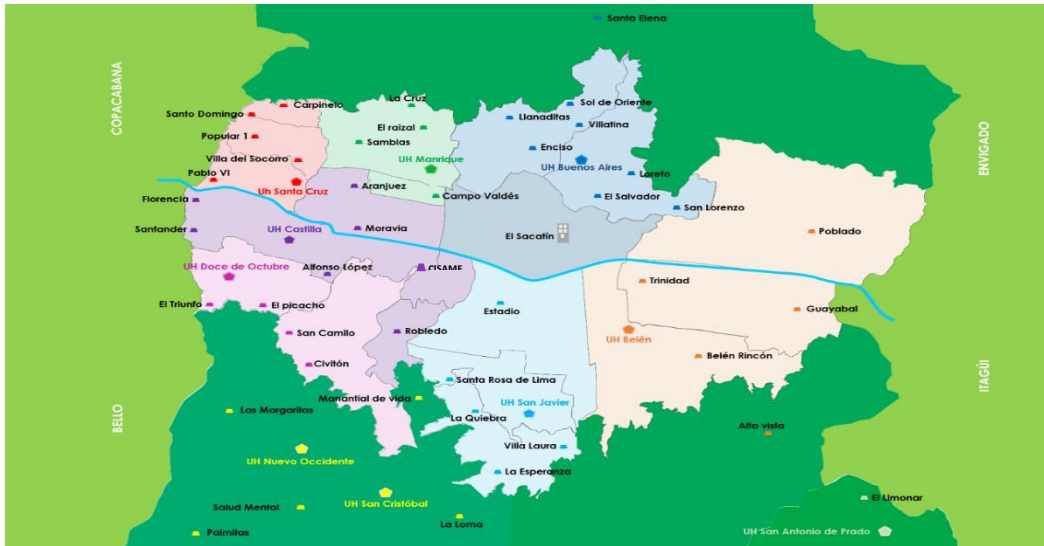 Santa Elena
COPACABANA
ENVIGADO
Carpinelo
La Cruz
Sol de Oriente
Santo Domingo
Llanaditas
Villatina
El raizal
Popular 1
Samblas
Enciso
Villa del Socorro
UH Manrique
UH Buenos Aires
Pablo VI
Loreto
Uh Santa Cruz
Aranjuez
Florencia
Campo Valdés
El Salvador
San Lorenzo
Santander
UH Castilla
Moravia
El Sacatín
Poblado
UH Doce de Octubre
Alfonso López
CISAMF
Trinidad
El Triunfo
El picacho
Estadio
Guayabal
San Camilo
Robledo
UH Belén
Belén Rincón
Civitón
Santa Rosa de Lima
ITAGÚI
BELLO
Manantial de vida
UH San Javier
Las Margaritas
La Quiebra
Alta vista
Villa Laura
UH Nuevo Occidente
La Esperanza
UH San Cristóbal
El Limonar
Salud Mental
La Loma
Palmitas
UH San Antonio de Prado